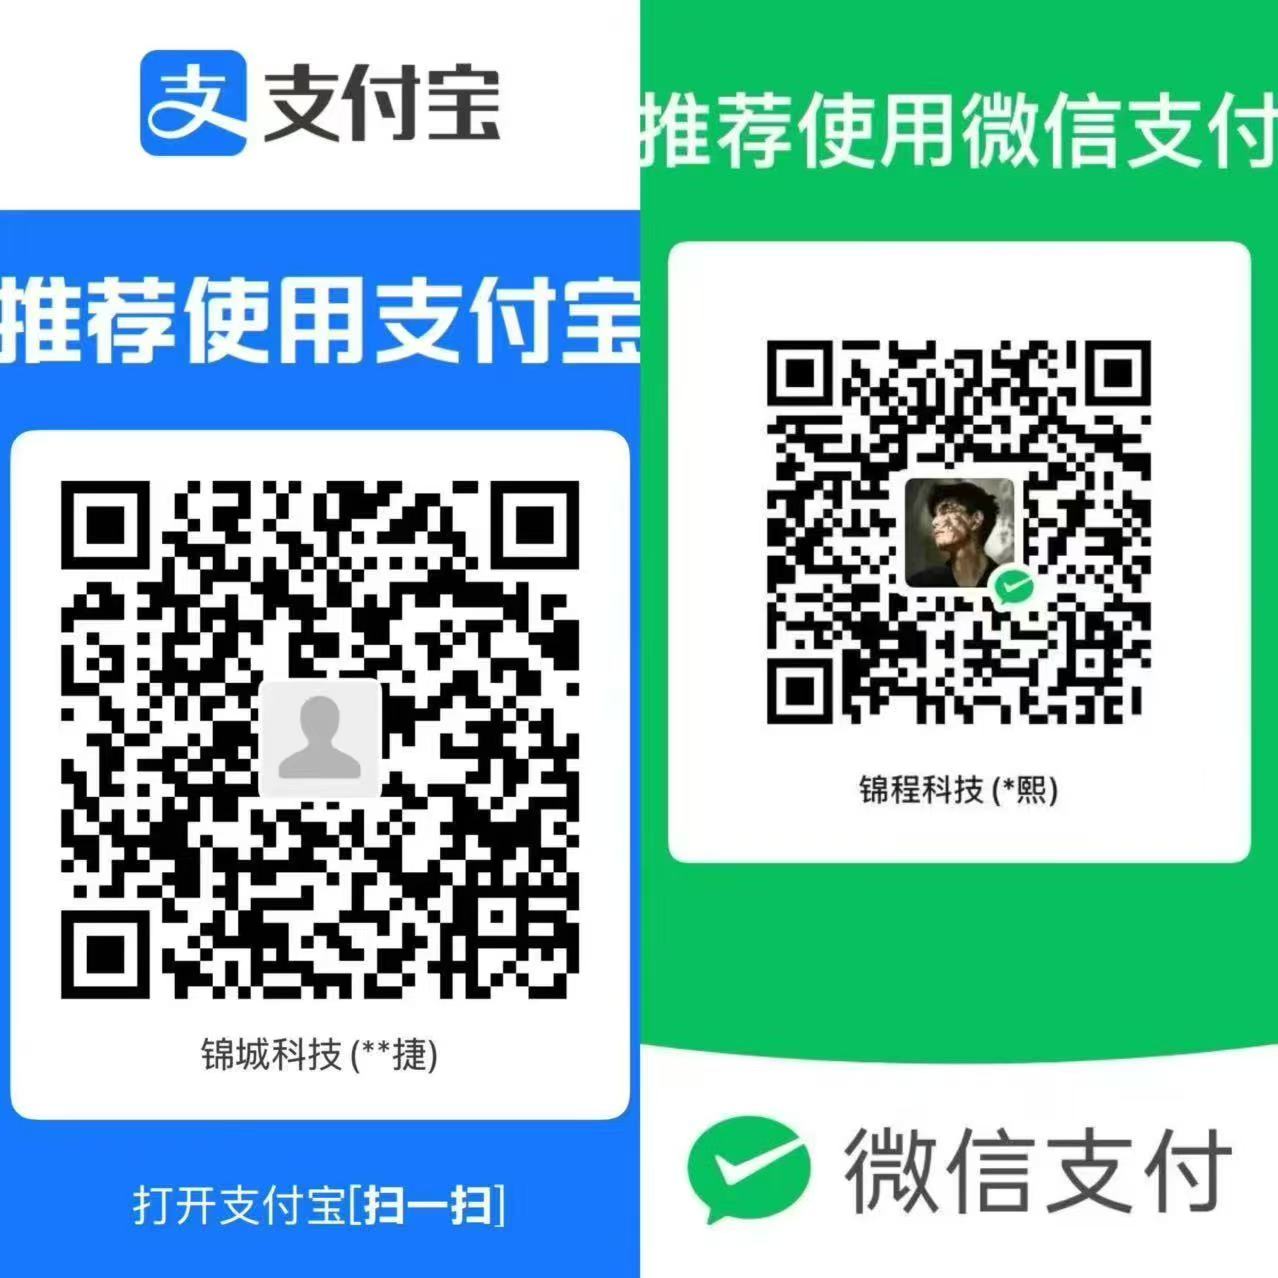 支 支付宝
推荐使用支付宝
锦城科技 (**捷)
打开支付宝[扫一扫]
推荐使用微信支付
锦程科技 (*熙)
微信支付